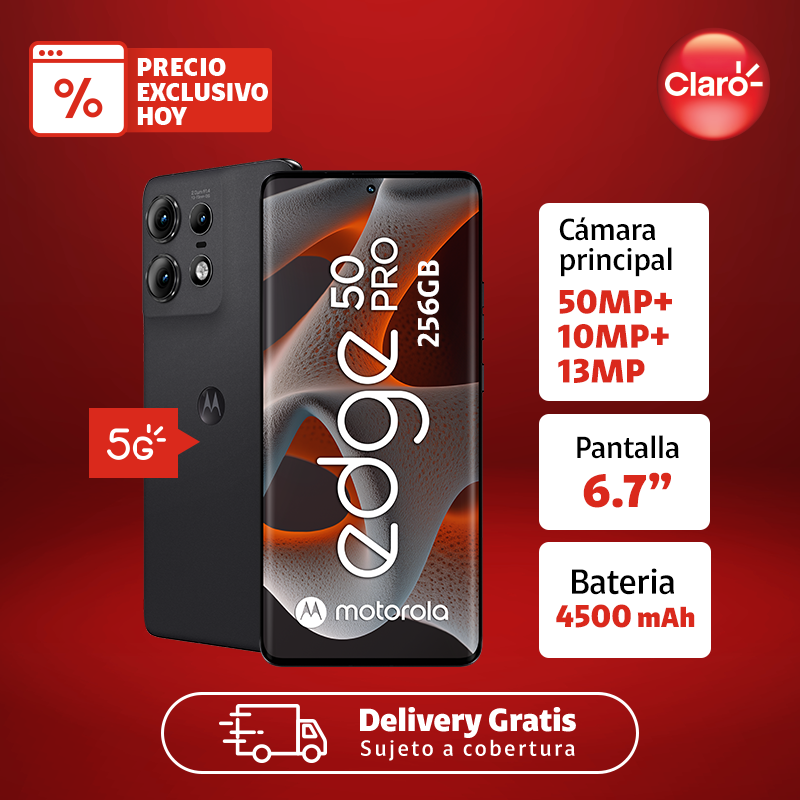 %
PRECIO
EXCLUSIVO
HOY
Claro
edge 50 PRO
256GB
motorola
5G
Cámara
principal
50MP+
10MP+
13MP
Pantalla
6.7”
Bateria
4500 mAh
Delivery Gratis
Sujeto a cobertura